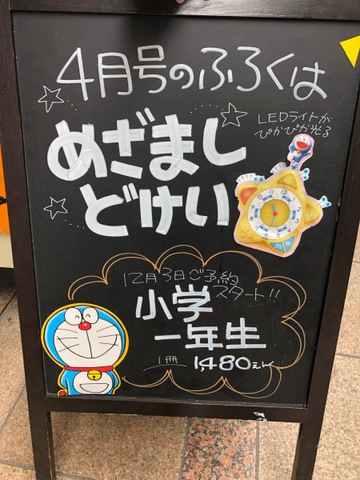 4月号のふろくは
めざまし
どけい
LEDライトが
ぴかぴか光る
12月3日ご予約
スタート!!
小学
一年生
一冊 1,480えん